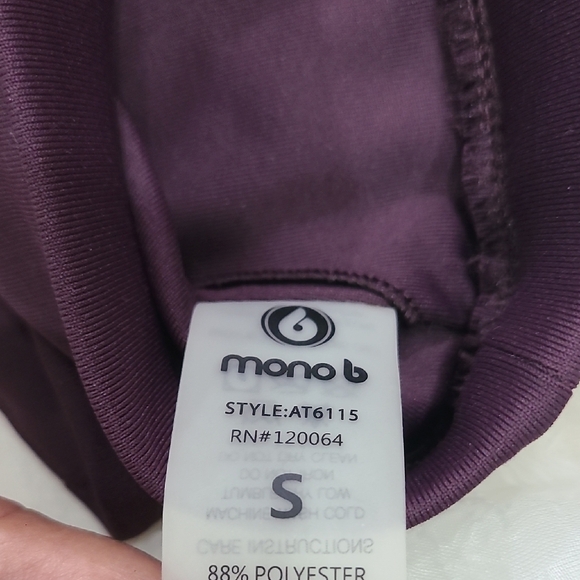 mono b
STYLE:AT6115
RN#120064
S
88% POLYESTER